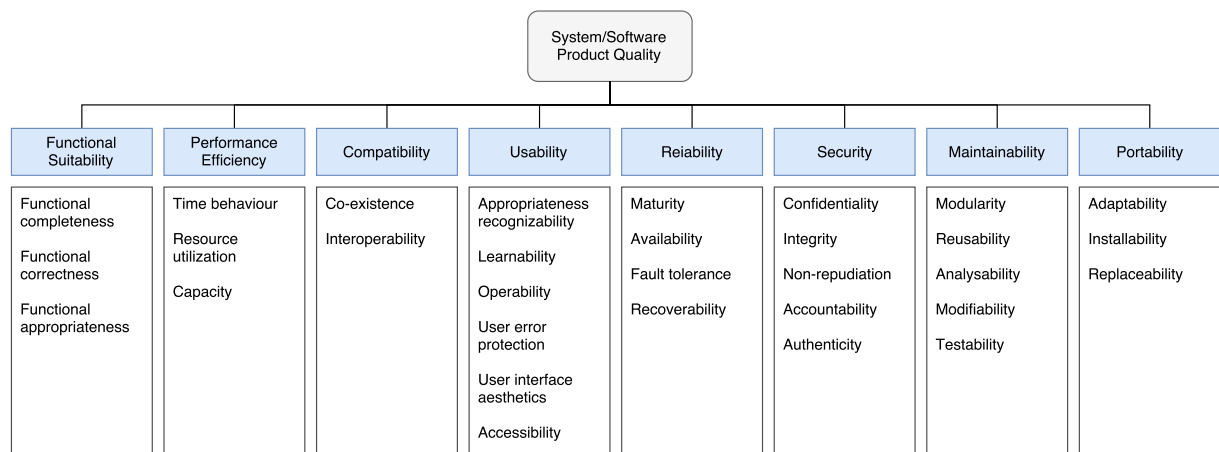 System/Software
Product Quality
Functional
Suitability
Performance
Efficiency
Compatibility
Usability
Reiability
Security
Maintainability
Portability
Functional
completeness
Functional
correctness
Functional
appropriateness
Time behaviour
Resource
utilization
Capacity
Co-existence
Interoperability
Appropriateness
recognizability
Learnability
Operability
User error
protection
User interface
aesthetics
Accessibility
Maturity
Availability
Fault tolerance
Recoverability
Confidentiality
Integrity
Non-repudiation
Accountability
Authenticity
Modularity
Reusability
Analysability
Modifiability
Testability
Adaptability
Installability
Replaceability